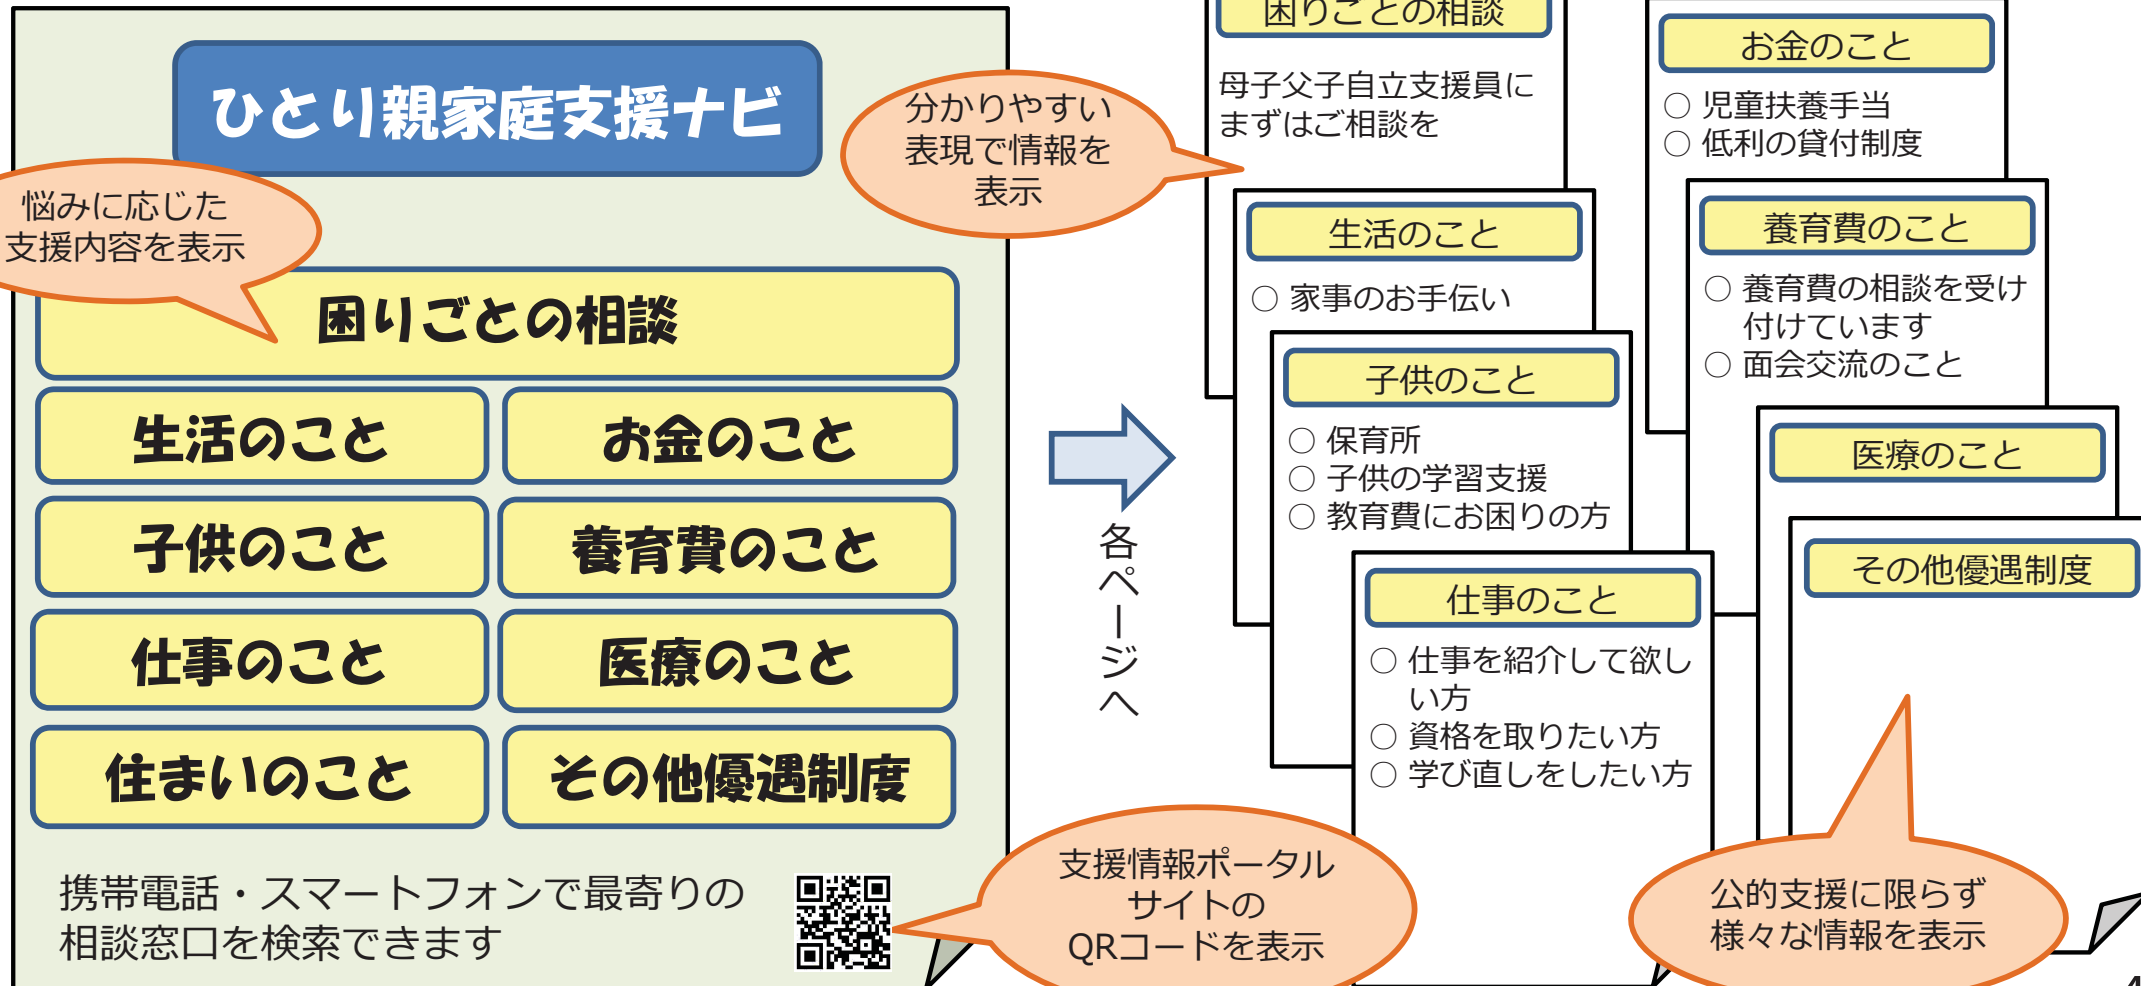 ひとり親家庭支援ナビ
悩みに応じた
支援内容を表示
困りごとの相談
生活のこと
お金のこと
子供のこと
養育費のこと
仕事のこと
医療のこと
住まいのこと
その他優遇制度
携帯電話・スマートフォンで最寄りの
相談窓口を検索できます
支援情報ポータル
サイトの
QRコードを表示
各ページへ
分かりやすい
表現で情報を
表示
困りごとの相談
母子父子自立支援員に
まずはご相談を
生活のこと
○ 家事のお手伝い
子供のこと
○ 保育所
○ 子供の学習支援
○ 教育費にお困りの方
仕事のこと
○ 仕事を紹介して欲し
い方
○ 資格を取りたい方
○ 学び直しをしたい方
お金のこと
○ 児童扶養手当
○ 低利の貸付制度
養育費のこと
○ 養育費の相談を受け
付けています
○ 面会交流のこと
医療のこと
その他優遇制度
公的支援に限らず
様々な情報を表示